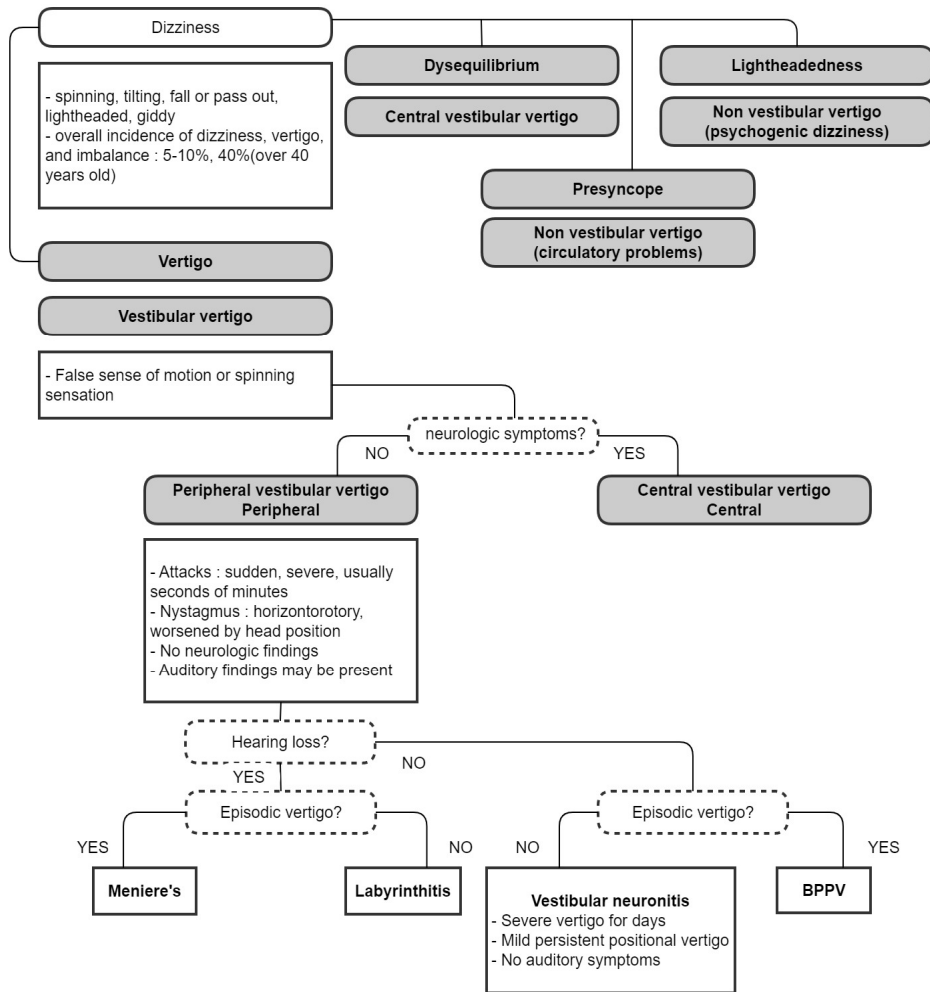 Dizziness
- spinning, tilting, fall or pass out,
lightheaded, giddy
- overall incidence of dizziness, vertigo,
and imbalance : 5-10%, 40%(over 40
years old)
Dysequilibrium
Central vestibular vertigo
Lightheadedness
Non vestibular vertigo
(psychogenic dizziness)
Presyncope
Non vestibular vertigo
(circulatory problems)
Vertigo
Vestibular vertigo
- False sense of motion or spinning
sensation
neurologic symptoms?
NO
YES
Peripheral vestibular vertigo
Peripheral
Central vestibular vertigo
Central
- Attacks : sudden, severe, usually
seconds of minutes
- Nystagmus : horizontorotory,
worsened by head position
- No neurologic findings
- Auditory findings may be present
Hearing loss?
YES
NO
Episodic vertigo?
YES
NO
Meniere's
Labyrinthitis
Episodic vertigo?
NO
YES
Vestibular neuronitis
- Severe vertigo for days
- Mild persistent positional vertigo
- No auditory symptoms
BPPV